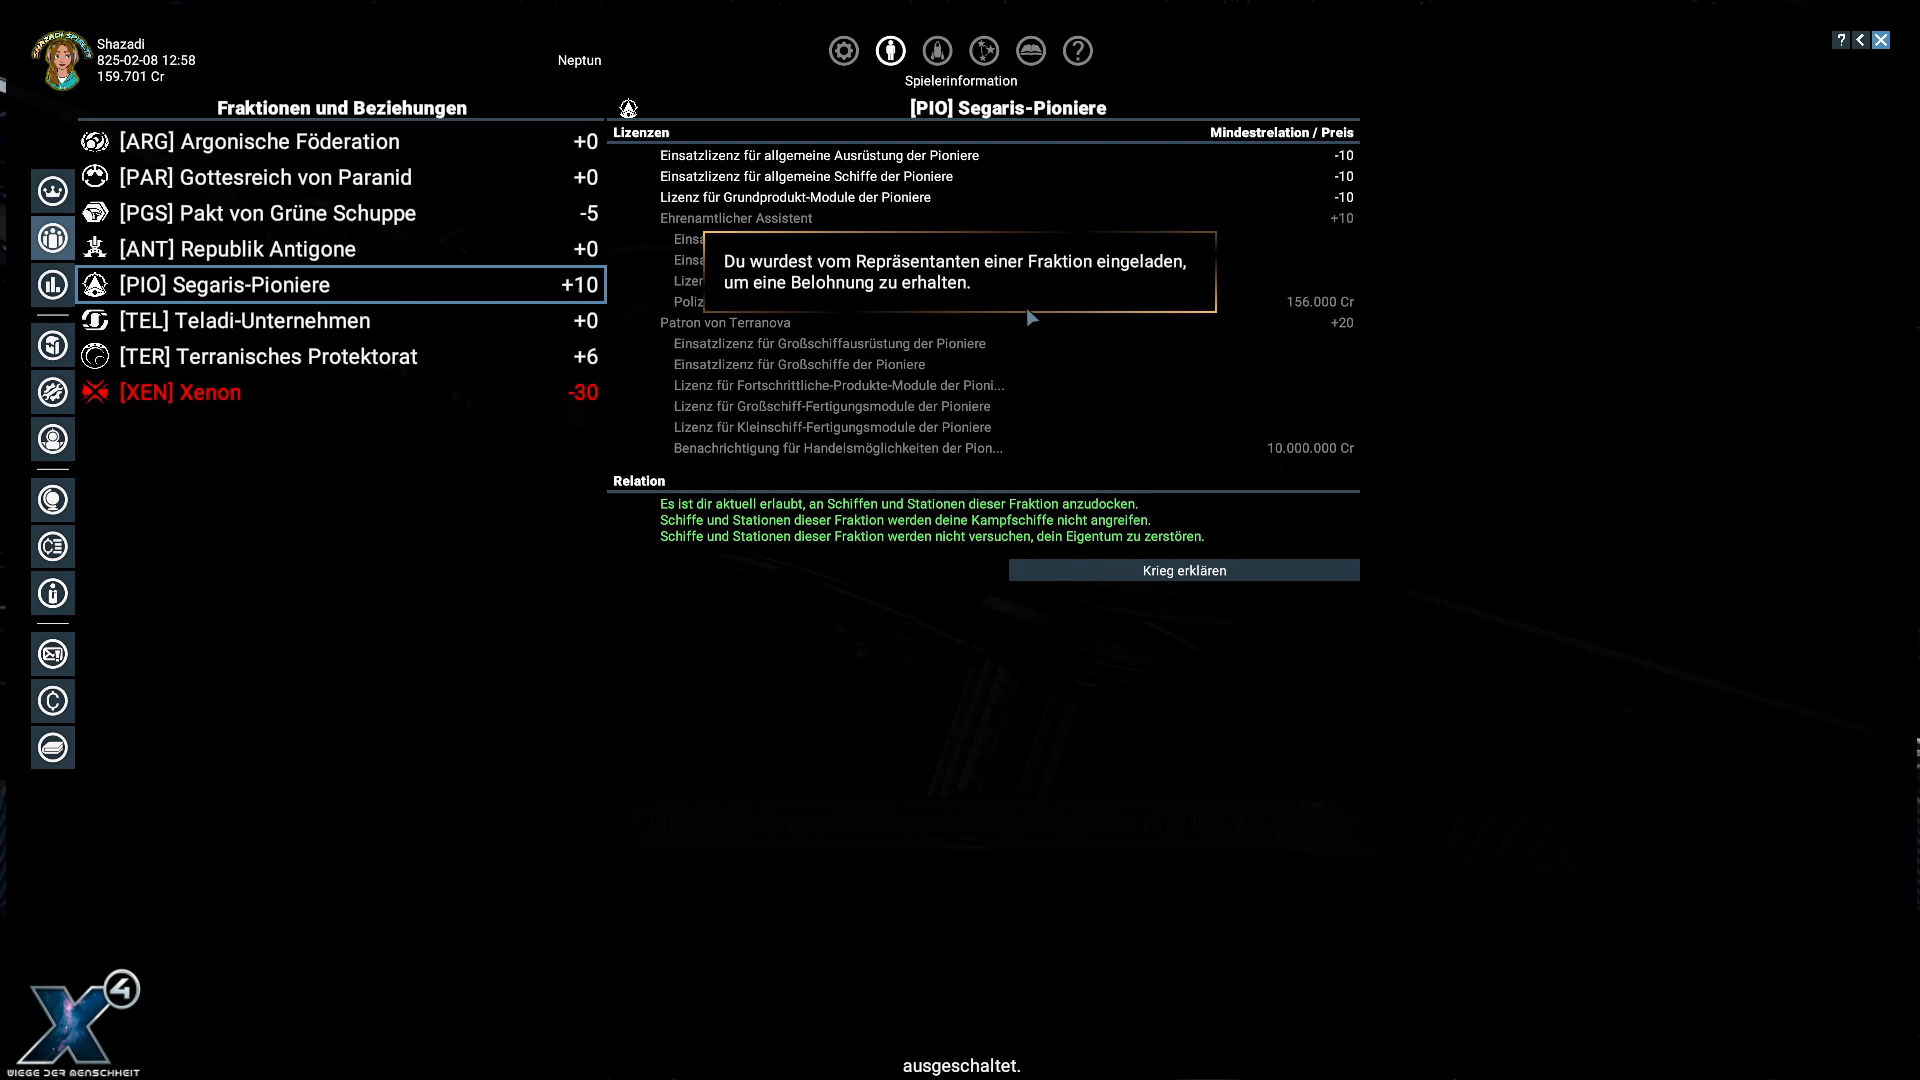 Shazadi
825-02-08 12:58
159.701 Cr
Neptun
Spielerinformation
Fraktionen und Beziehungen
[ARG] Argonische Föderation +0
[PAR] Gottesreich von Paranid +0
[PGS] Pakt von Grüne Schuppe -5
[ANT] Republik Antigone +0
[PIO] Segaris-Pioniere +10
[TEL] Teladi-Unternehmen +0
[TER] Terranisches Protektorat +6
[XEN] Xenon -30
[PIO] Segaris-Pioniere
Lizenzen Mindestrelation / Preis
Einsatzlizenz für allgemeine Ausrüstung der Pioniere -10
Einsatzlizenz für allgemeine Schiffe der Pioniere -10
Lizenz für Grundprodukt-Module der Pioniere -10
Ehrenamtlicher Assistent +10
Einsa
Einsa
Lizer
Poliz 156.000 Cr
Du wurdest vom Repräsentanten einer Fraktion eingeladen,
um eine Belohnung zu erhalten.
Patron von Terranova +20
Einsatzlizenz für Großschiffausrüstung der Pioniere
Einsatzlizenz für Großschiffe der Pioniere
Lizenz für Fortschrittliche-Produkte-Module der Pioni...
Lizenz für Großschiff-Fertigungsmodule der Pioniere
Lizenz für Kleinschiff-Fertigungsmodule der Pioniere
Benachrichtigung für Handelsmöglichkeiten der Pion... 10.000.000 Cr
Relation
Es ist dir aktuell erlaubt, an Schiffen und Stationen dieser Fraktion anzudocken.
Schiffe und Stationen dieser Fraktion werden deine Kampfschiffe nicht angreifen.
Schiffe und Stationen dieser Fraktion werden nicht versuchen, dein Eigentum zu zerstören.
Krieg erklären
X4
WIEGE DER MENSCHHEIT
ausgeschaltet.